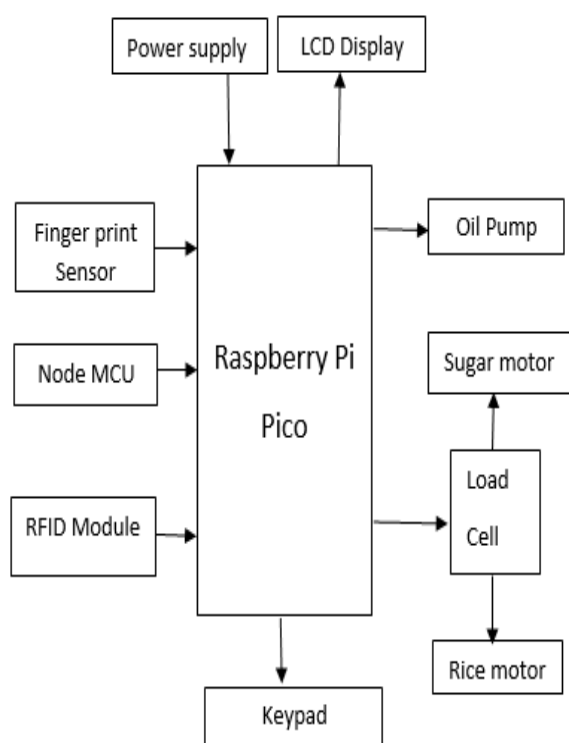 Power supply
LCD Display
Finger print
Sensor
Oil Pump
Node MCU
Raspberry Pi
Pico
Sugar motor
Load
Cell
RFID Module
Rice motor
Keypad